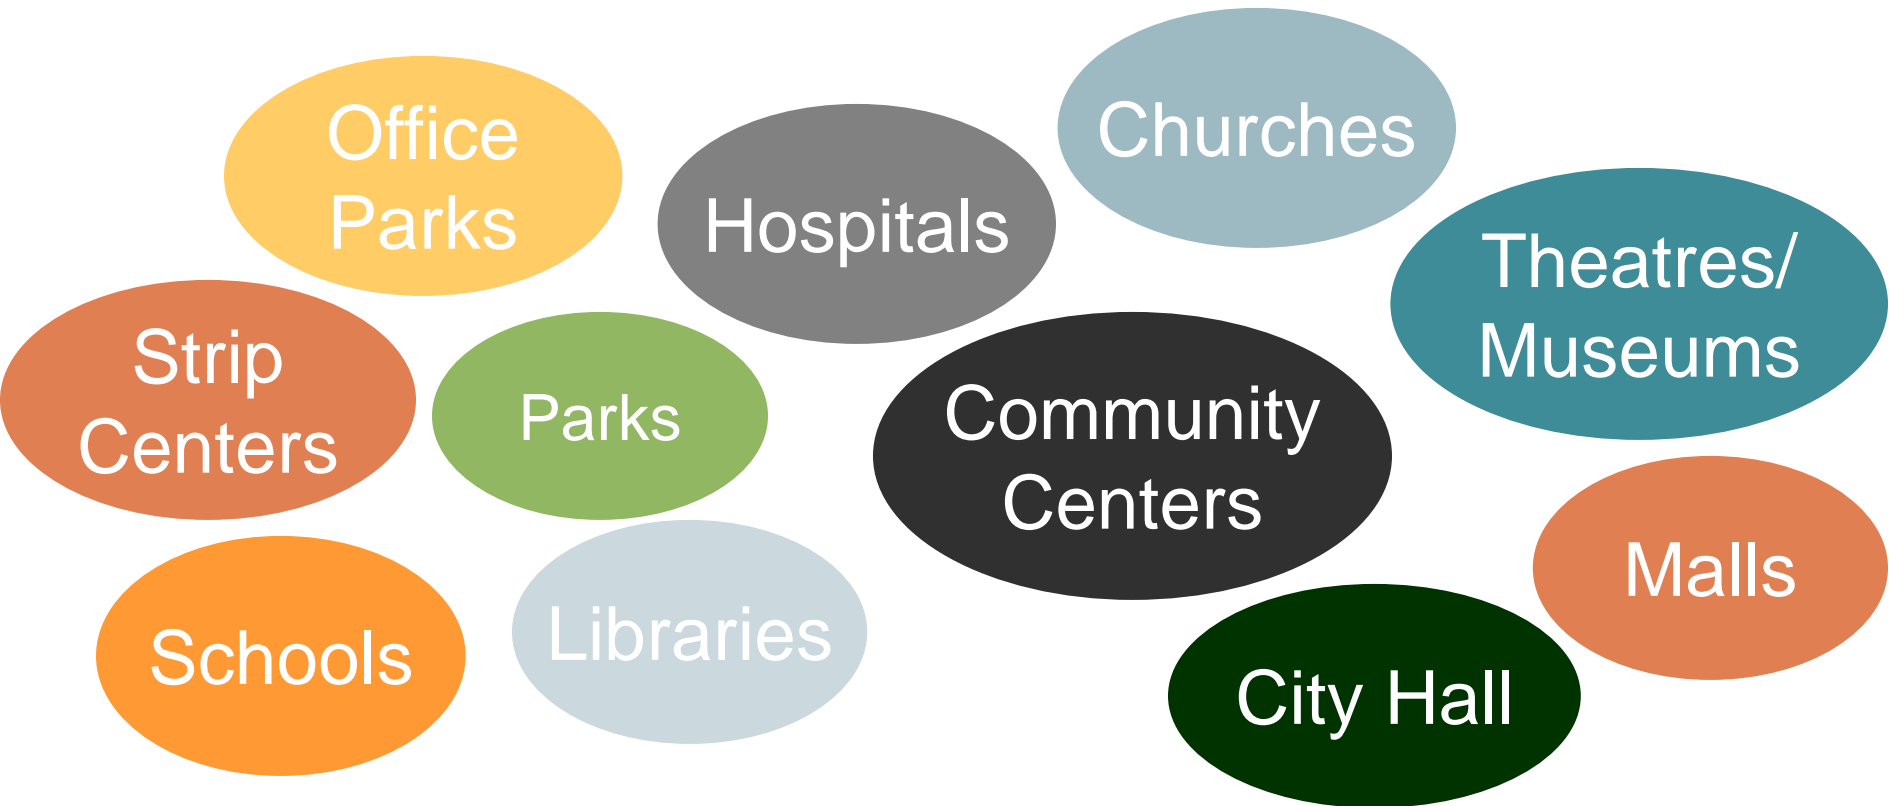 Office
Parks
Hospitals
Churches
Theatres/
Museums
Strip
Centers
Parks
Community
Centers
Malls
Schools
Libraries
City Hall